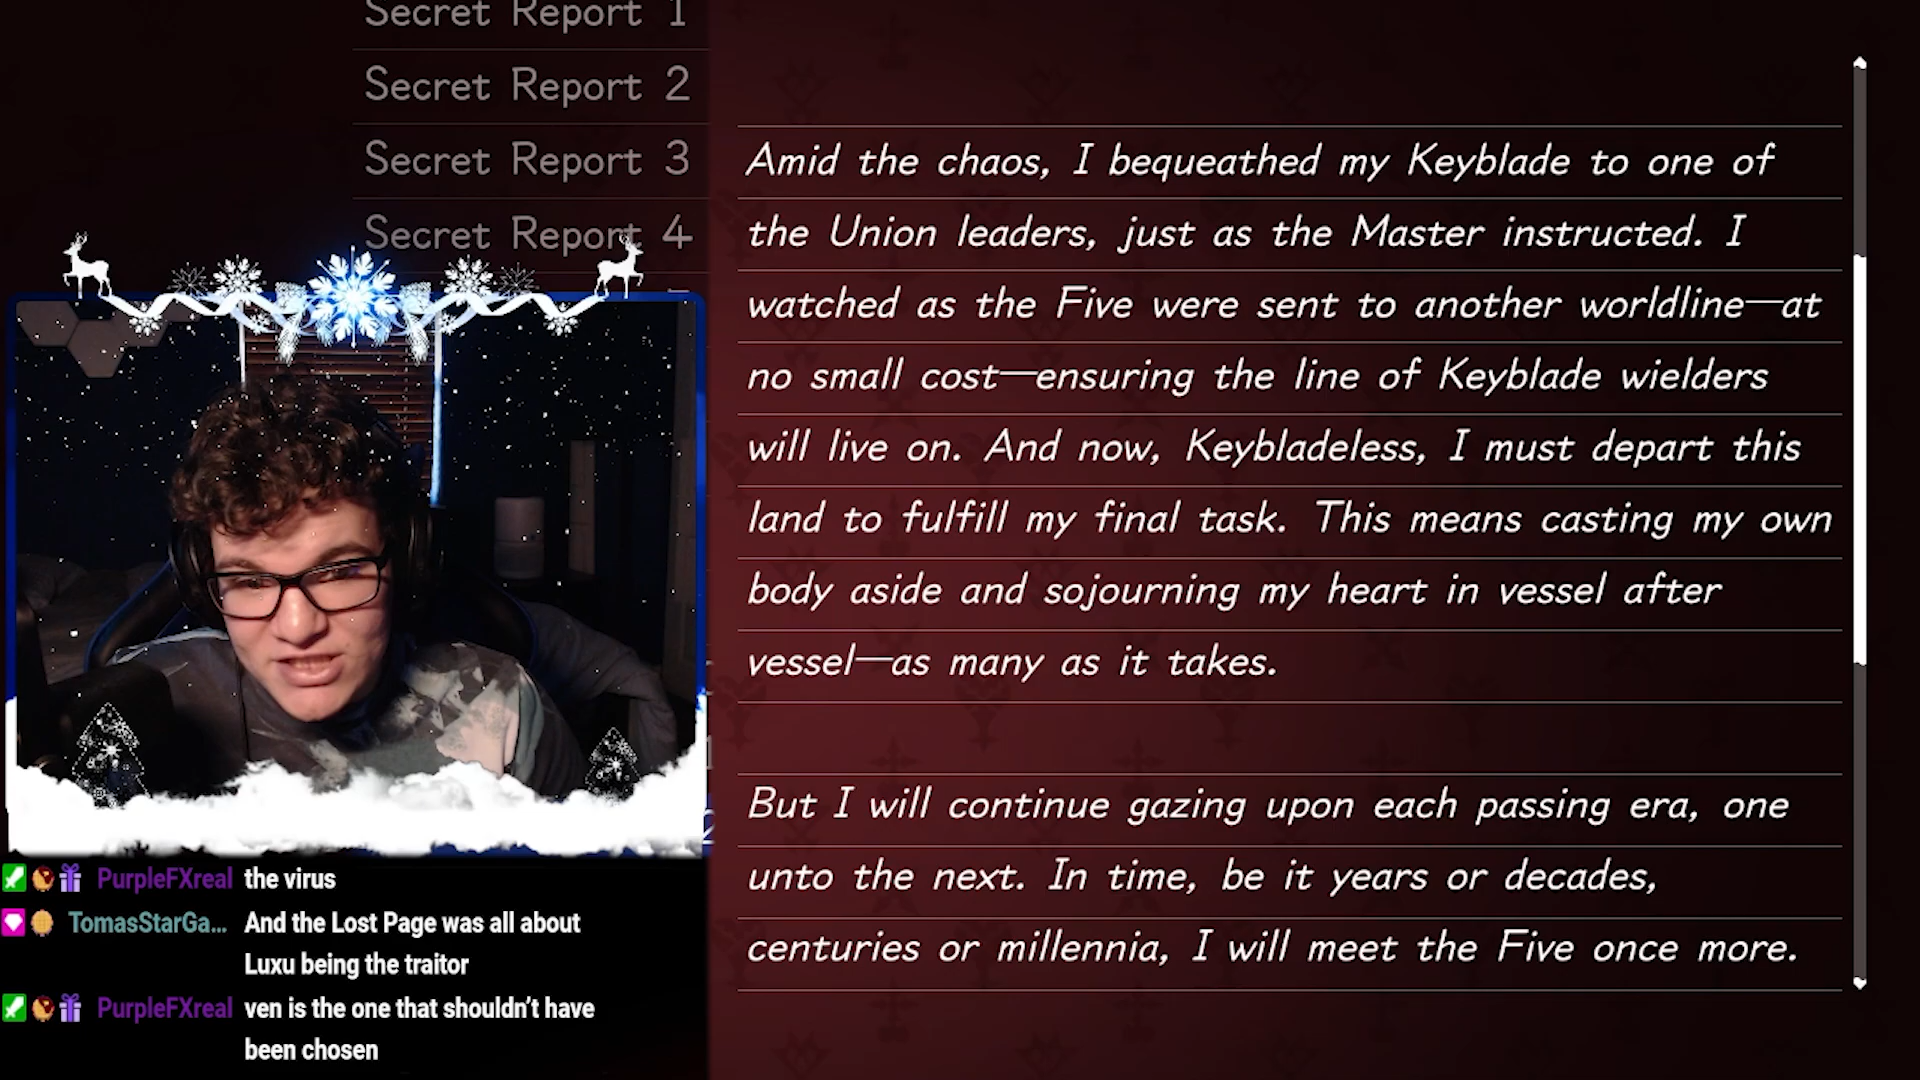 Secret Report 1
Secret Report 2
Secret Report 3
Secret Report 4
Amid the chaos, I bequeathed my Keyblade to one of
the Union leaders, just as the Master instructed. I
watched as the Five were sent to another worldline—at
no small cost—ensuring the line of Keyblade wielders
will live on. And now, Keybladeless, I must depart this
land to fulfill my final task. This means casting my own
body aside and sojourning my heart in vessel after
vessel—as many as it takes.
But I will continue gazing upon each passing era, one
unto the next. In time, be it years or decades,
centuries or millennia, I will meet the Five once more.
PurpleFXreal the virus
TomasStarGa... And the Lost Page was all about
Luxu being the traitor
PurpleFXreal ven is the one that shouldn't have
been chosen